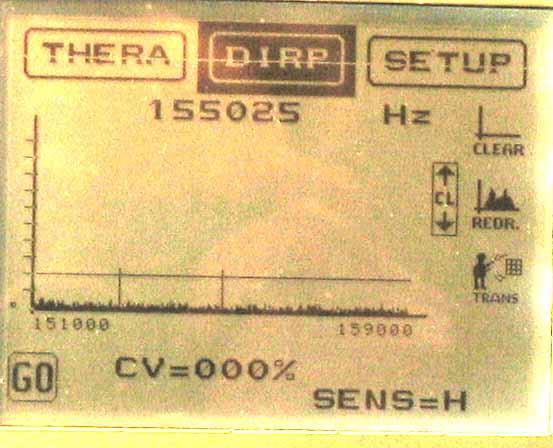 THERA DIRP SETUP
155025 Hz
CLEAR
CL
REDR.
TRANS
151000 159000
GO
CV=000%
SENS=H